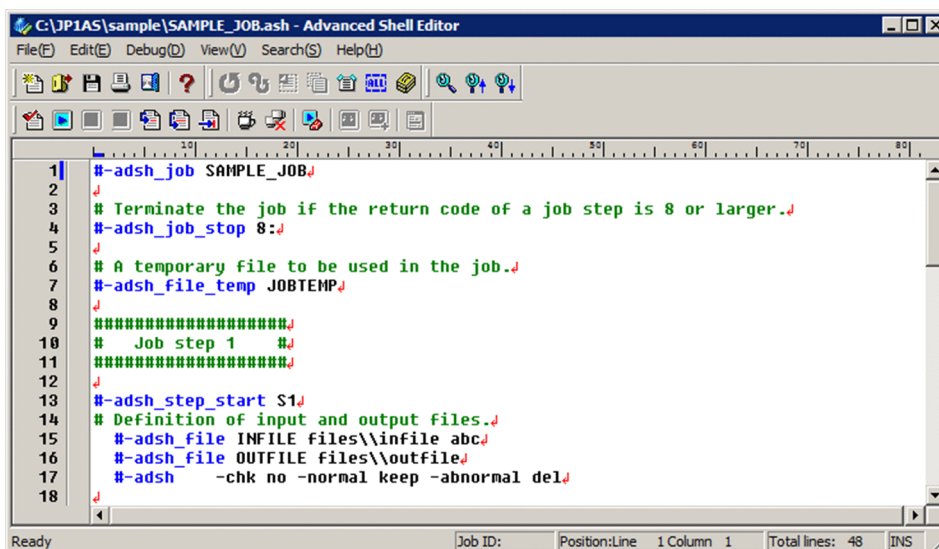 C:\JP1AS\sample\SAMPLE_JOB.ash - Advanced Shell Editor
File(F) Edit(E) Debug(D) View(V) Search(S) Help(H)
ALL
10 20 30 40 50 60 70 80
1 #-adsh_job SAMPLE_JOB
2
3 # Terminate the job if the return code of a job step is 8 or larger.
4 #-adsh_job_stop 8:
5
6 # A temporary file to be used in the job.
7 #-adsh_file_temp JOBTEMP
8
9 ###################
10 #   Job step 1    #
11 ###################
12
13 #-adsh_step_start S1
14 # Definition of input and output files.
15   #-adsh_file INFILE files\\infile abc
16   #-adsh_file OUTFILE files\\outfile
17   #-adsh    -chk no -normal keep -abnormal del
18
Ready Job ID: Position:Line 1 Column 1 Total lines: 48 INS